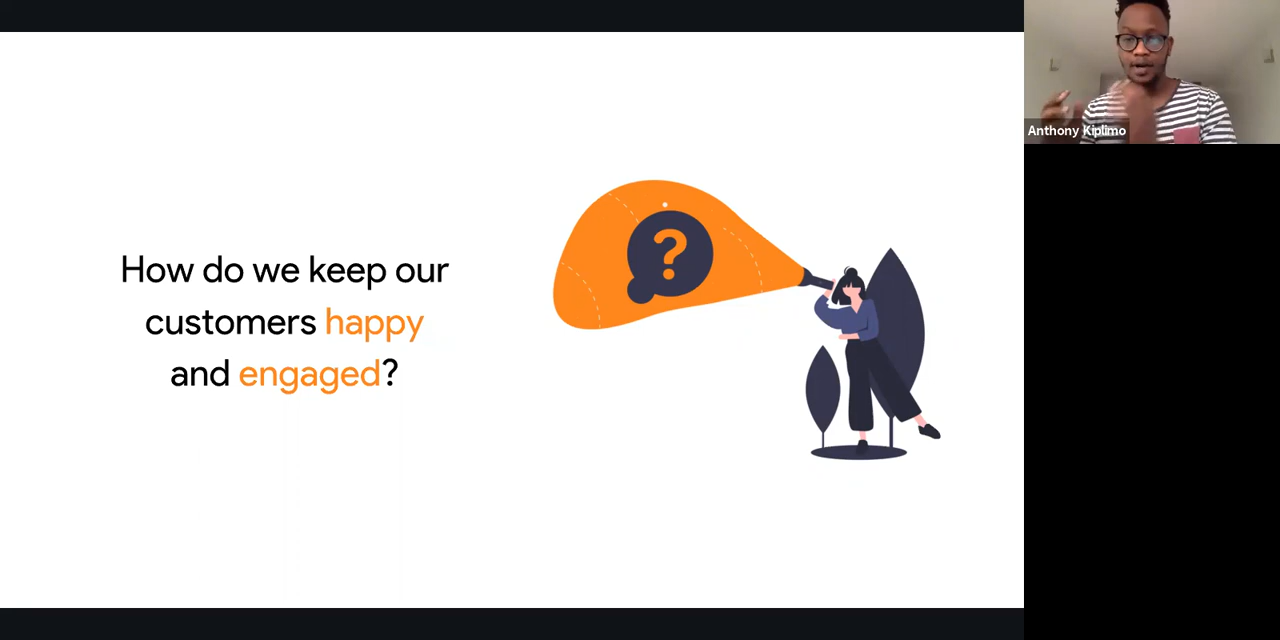 How do we keep our
customers happy
and engaged?
?
Anthony Kiplimo